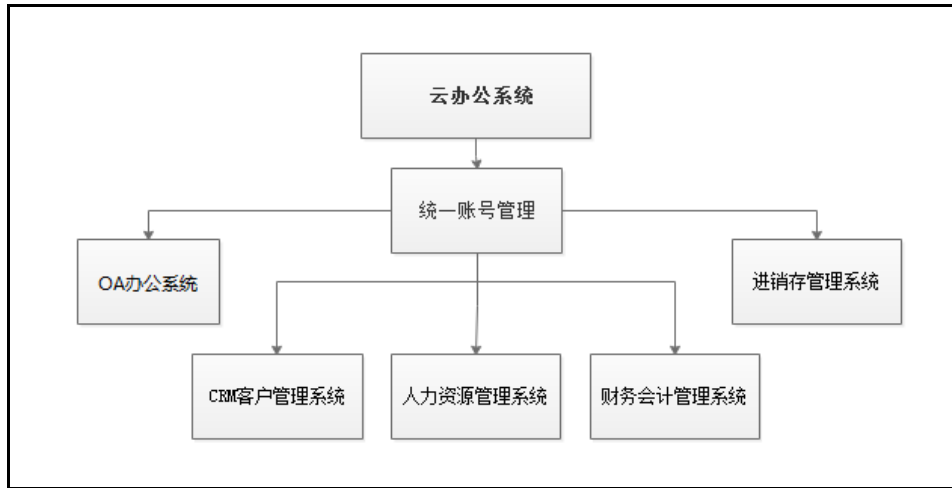 云办公系统
统一账号管理
OA办公系统
进销存管理系统
CRM客户管理系统
人力资源管理系统
财务会计管理系统